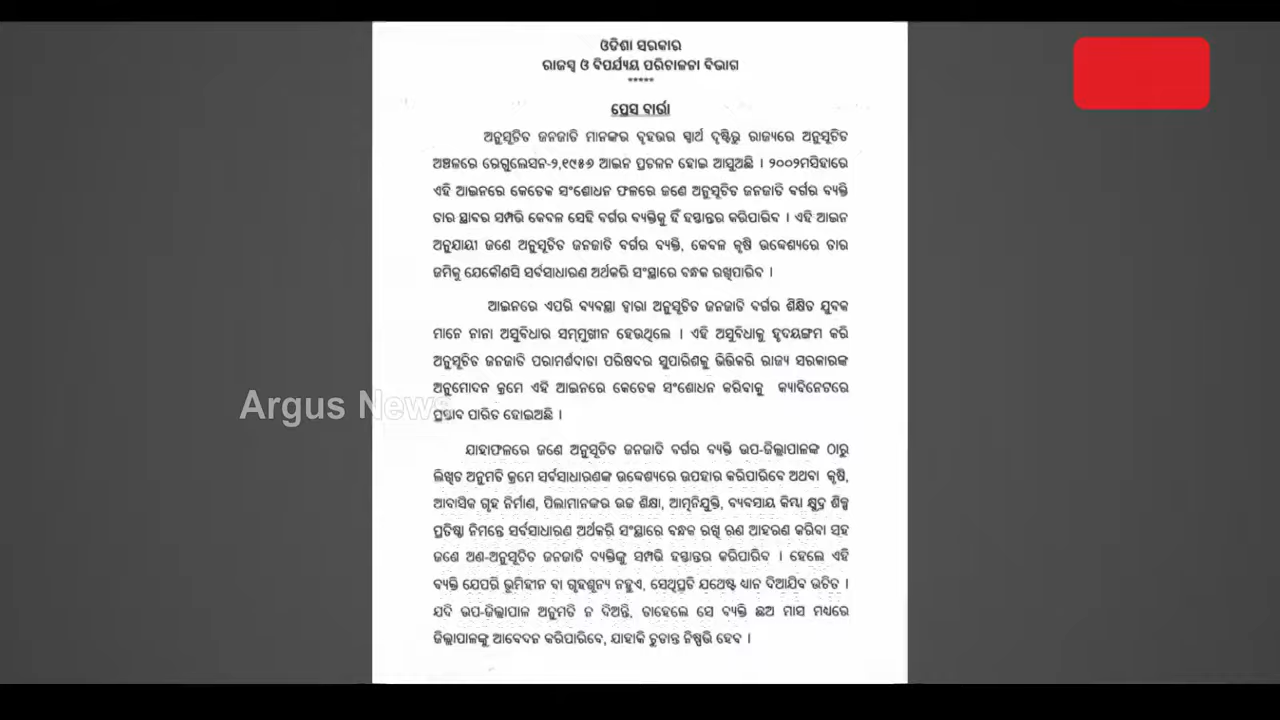 ଓଡିଶା ସରକାର
ରାଜସ୍ୱ ଓ ବିପର୍ଯ୍ୟୟ ପରିଚାଳନା ବିଭାଗ
*****
ପ୍ରେସ ବାର୍ତ୍ତା
ଅନୁସୂଚିତ ଜନଜାତି ମାନଙ୍କର ବୃହତ୍ତର ସ୍ୱାର୍ଥ ଦୃଷ୍ଟିରୁ ରାଜ୍ୟରେ ଅନୁସୂଚିତ
ଅଞ୍ଚଳରେ ରେଗୁଲେସନ-୨,୧୯୫୬ ଆଇନ ପ୍ରଚଳନ ହୋଇ ଆସୁଅଛି । ୨୦୦୨ମସିହାରେ
ଏହି ଆଇନରେ କେତେକ ସଂଶୋଧନ ଫଳରେ ଜଣେ ଅନୁସୂଚିତ ଜନଜାତି ବର୍ଗର ବ୍ୟକ୍ତି
ତାର ସ୍ଥାବର ସମ୍ପତ୍ତି କେବଳ ସେହି ବର୍ଗର ବ୍ୟକ୍ତିକୁ ହିଁ ହସ୍ତାନ୍ତର କରିପାରିବ । ଏହି ଆଇନ
ଅନୁଯାୟୀ ଜଣେ ଅନୁସୂଚିତ ଜନଜାତି ବର୍ଗର ବ୍ୟକ୍ତି, କେବଳ କୃଷି ଉଦ୍ଦେଶ୍ୟରେ ତାର
ଜମିକୁ ଯେକୌଣସି ସର୍ବସାଧାରଣ ଅର୍ଥକରି ସଂସ୍ଥାରେ ବନ୍ଧକ ରଖିପାରିବ ।
ଆଇନରେ ଏପରି ବ୍ୟବସ୍ଥା ଦ୍ୱାରା ଅନୁସୂଚିତ ଜନଜାତି ବର୍ଗର ଶିକ୍ଷିତ ଯୁବକ
ମାନେ ନାନା ଅସୁବିଧାର ସମ୍ମୁଖୀନ ହେଉଥିଲେ । ଏହି ଅସୁବିଧାକୁ ହୃଦୟଙ୍ଗମ କରି
ଅନୁସୂଚିତ ଜନଜାତି ପରାମର୍ଶଦାତା ପରିଷଦର ସୁପାରିଶକୁ ଭିତ୍ତିକରି ରାଜ୍ୟ ସରକାରଙ୍କ
ଅନୁମୋଦନ କ୍ରମେ ଏହି ଆଇନରେ କେତେକ ସଂଶୋଧନ କରିବାକୁ କ୍ୟାବିନେଟରେ
ପ୍ରସ୍ତାବ ପାରିତ ହୋଇଅଛି ।
ଯାହାଫଳରେ ଜଣେ ଅନୁସୂଚିତ ଜନଜାତି ବର୍ଗର ବ୍ୟକ୍ତି ଉପ-ଜିଲ୍ଲାପାଳଙ୍କ ଠାରୁ
ଲିଖିତ ଅନୁମତି କ୍ରମେ ସର୍ବସାଧାରଣଙ୍କ ଉଦ୍ଦେଶ୍ୟରେ ଉପହାର କରିପାରିବେ ଅଥବା କୃଷି,
ଆବାସିକ ଗୃହ ନିର୍ମାଣ, ପିଲାମାନଙ୍କର ଉଚ୍ଚ ଶିକ୍ଷା, ଆତ୍ମନିଯୁକ୍ତି, ବ୍ୟବସାୟ କିମ୍ବା କ୍ଷୁଦ୍ର ଶିଳ୍ପ
ପ୍ରତିଷ୍ଠା ନିମନ୍ତେ ସର୍ବସାଧାରଣ ଅର୍ଥକରି ସଂସ୍ଥାରେ ବନ୍ଧକ ରଖି ଋଣ ଆହରଣ କରିବା ସହ
ଜଣେ ଅଣ-ଅନୁସୂଚିତ ଜନଜାତି ବ୍ୟକ୍ତିଙ୍କୁ ସମ୍ପତ୍ତି ହସ୍ତାନ୍ତର କରିପାରିବ । ହେଲେ ଏହି
ବ୍ୟକ୍ତି ଯେପରି ଭୂମିହୀନ ବା ଗୃହଶୂନ୍ୟ ନହୁଏ, ସେଥିପ୍ରତି ଯଥେଷ୍ଟ ଧ୍ୟାନ ଦିଆଯିବ ଉଚିତ ।
ଯଦି ଉପ-ଜିଲ୍ଲାପାଳ ଅନୁମତି ନ ଦିଅନ୍ତି, ତାହେଲେ ସେ ବ୍ୟକ୍ତି ଛଅ ମାସ ମଧ୍ୟରେ
ଜିଲ୍ଲାପାଳଙ୍କୁ ଆବେଦନ କରିପାରିବେ, ଯାହାକି ଚୁଡାନ୍ତ ନିଷ୍ପତ୍ତି ହେବ ।
Argus News